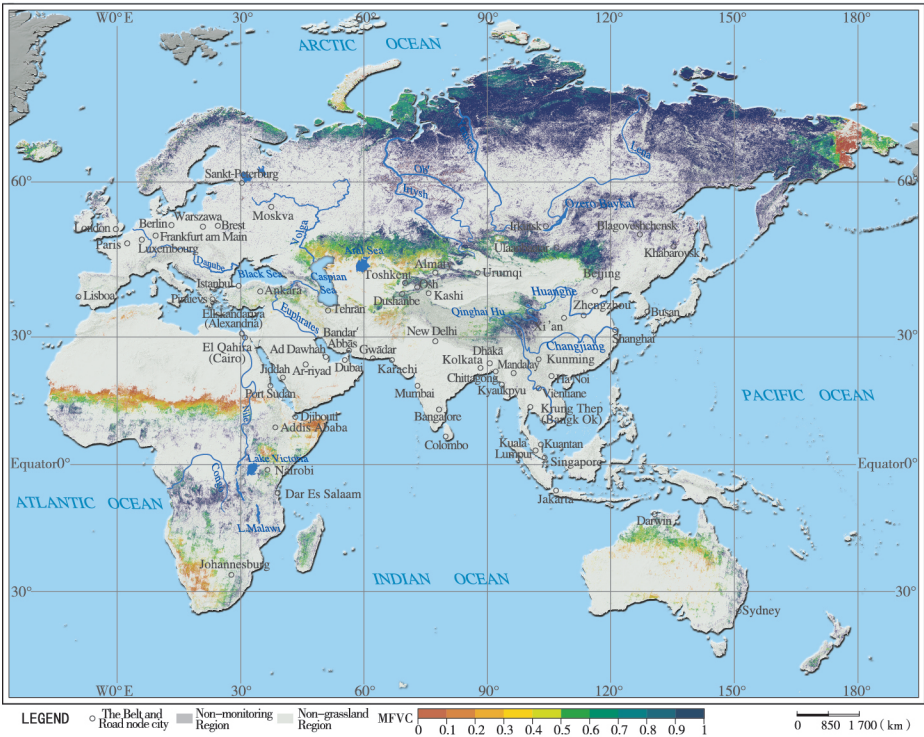 W0°E 30° 60° 90° 120° 150° 180°
ARCTIC OCEAN
60° 60°
Sankt-Peterburg
Moskva
Ob'
Irtysh
Lena
Ozero Baykal
Irkutsk
Blagoveshchensk
Khabarovsk
London
Berlin
Warszawa
Brest
Paris
Frankfurt am Main
Luxembourg
Volga
Danube
Black Sea
Aral Sea
Caspian
Sea
Almat
Urumqi
Beijing
Lisboa
Istanbul
Ankara
Toshkent
Osh
Kashi
Dushanbe
Tehran
Euphrates
Qinghai Hu
Huanghe
Zhengzhou
Busan
(Alexandria)
30° 30°
Xi'an
Shanghai
El Qahira
(Cairo)
Bandar'
Abbās
New Delhi
Changjiang
Ad Dawhah
Gwādar
Jiddah
Ar-riyad
Dubai
Karachi
Kolkata
Dhākā
Mandalay
Kunming
Port Sudan
Mumbai
Chittagong
Kyaukpyu
Ha Noi
Vientiane
PACIFIC OCEAN
Nile
Djibouti
Addis Ababa
Bangalore
Krung Thep
(Bangk Ok)
Colombo
Kuala
Lumpur
Kuantan
Singapore
Equator0° Equator0°
Lake Victoria
Congo
Nairobi
ATLANTIC OCEAN
Dar Es Salaam
Jakarta
L.Malawi
Darwin
Johannesburg
INDIAN OCEAN
30° 30°
Sydney
W0°E 30° 60° 90° 120° 150° 180°
LEGEND
The Belt and
Road node city
Non-monitoring
Region
Non-grassland
Region
MFVC
0 0.1 0.2 0.3 0.4 0.5 0.6 0.7 0.8 0.9 1
0 850 1 700 (km)